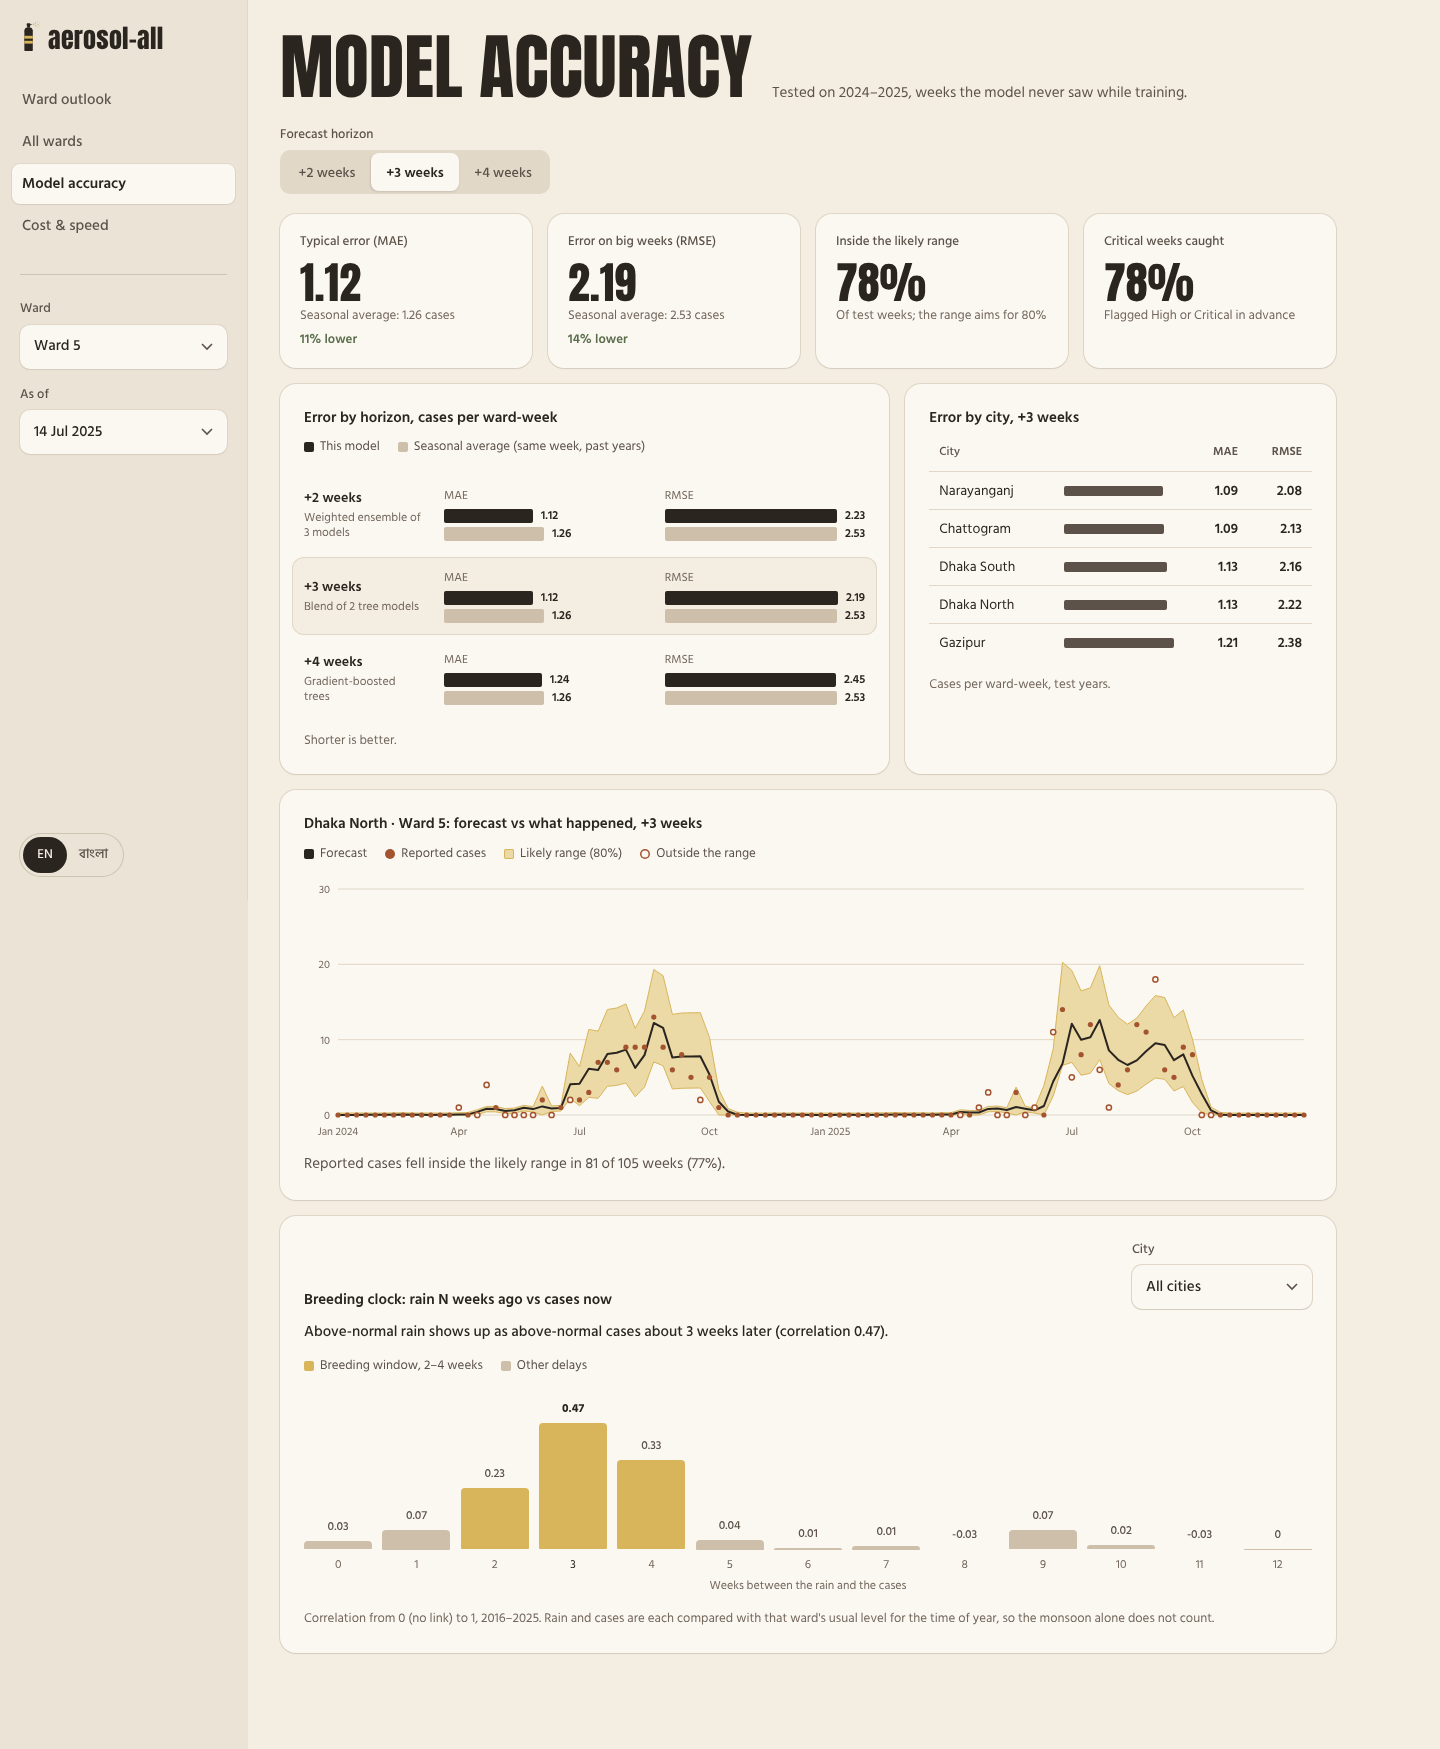 aerosol-all
Ward outlook
All wards
Model accuracy
Cost & speed
Ward
Ward 5
As of
14 Jul 2025
EN
বাংলা
MODEL ACCURACY
Tested on 2024–2025, weeks the model never saw while training.
Forecast horizon
+2 weeks +3 weeks +4 weeks
Typical error (MAE)
1.12
Seasonal average: 1.26 cases
11% lower
Error on big weeks (RMSE)
2.19
Seasonal average: 2.53 cases
14% lower
Inside the likely range
78%
Of test weeks; the range aims for 80%
Critical weeks caught
78%
Flagged High or Critical in advance
Error by horizon, cases per ward-week
This model Seasonal average (same week, past years)
+2 weeks
Weighted ensemble of
3 models
MAE
1.12
1.26
RMSE
2.23
2.53
+3 weeks
Blend of 2 tree models
MAE
1.12
1.26
RMSE
2.19
2.53
+4 weeks
Gradient-boosted
trees
MAE
1.24
1.26
RMSE
2.45
2.53
Shorter is better.
Error by city, +3 weeks
City MAE RMSE
Narayanganj 1.09 2.08
Chattogram 1.09 2.13
Dhaka South 1.13 2.16
Dhaka North 1.13 2.22
Gazipur 1.21 2.38
Cases per ward-week, test years.
Dhaka North · Ward 5: forecast vs what happened, +3 weeks
Forecast Reported cases Likely range (80%) Outside the range
30
20
10
0
Jan 2024 Apr Jul Oct Jan 2025 Apr Jul Oct
Reported cases fell inside the likely range in 81 of 105 weeks (77%).
City
All cities
Breeding clock: rain N weeks ago vs cases now
Above-normal rain shows up as above-normal cases about 3 weeks later (correlation 0.47).
Breeding window, 2–4 weeks Other delays
0.03 0.07 0.23 0.47 0.33 0.04 0.01 0.01 -0.03 0.07 0.02 -0.03 0
0 1 2 3 4 5 6 7 8 9 10 11 12
Weeks between the rain and the cases
Correlation from 0 (no link) to 1, 2016–2025. Rain and cases are each compared with that ward's usual level for the time of year, so the monsoon alone does not count.